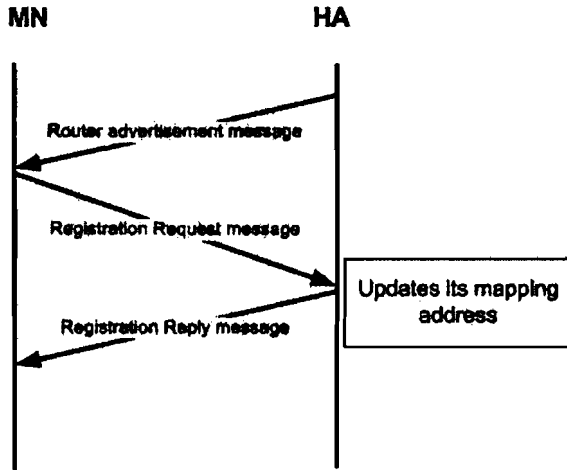 MN
HA
Router advertisement message
Registration Request message
Updates its mapping
address
Registration Reply message